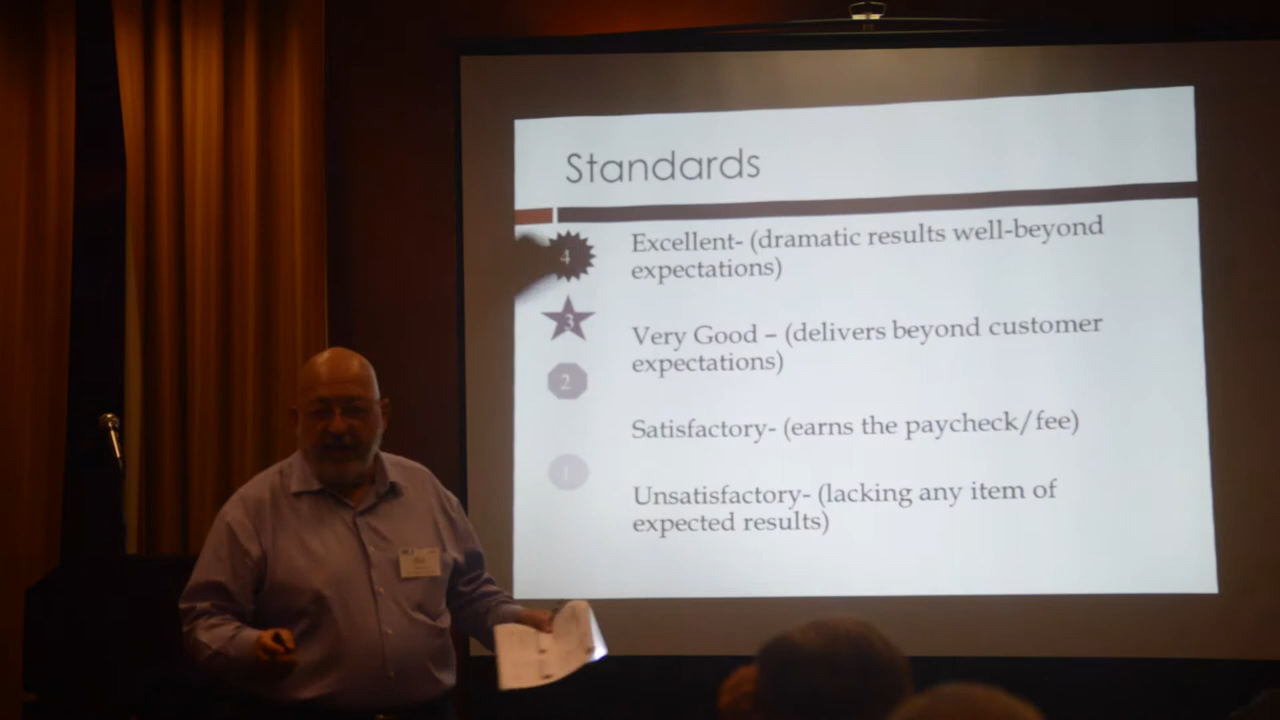 Standards
4
Excellent- (dramatic results well-beyond
expectations)
3
Very Good – (delivers beyond customer
expectations)
2
Satisfactory- (earns the paycheck/fee)
1
Unsatisfactory- (lacking any item of
expected results)